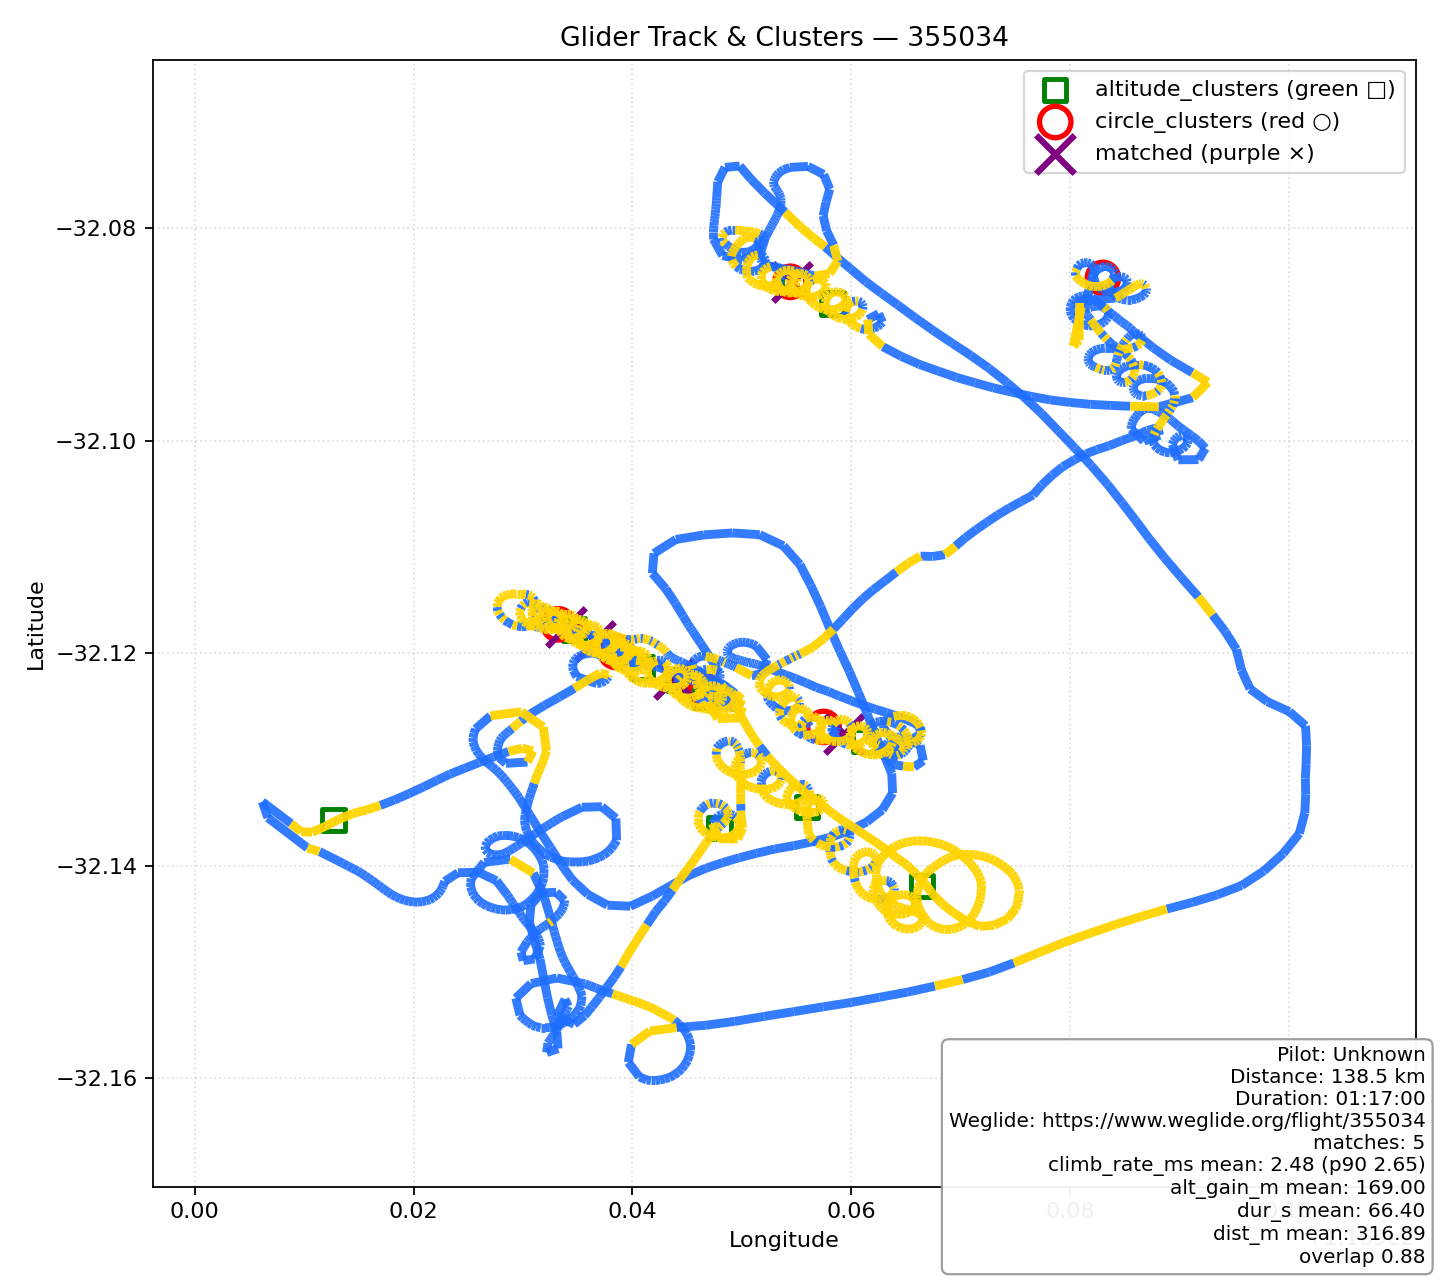 Glider Track & Clusters — 355034
altitude_clusters (green □)
circle_clusters (red ○)
matched (purple ×)
−32.08
−32.10
−32.12
−32.14
−32.16
Latitude
0.00
0.02
0.04
0.06
0.08
Longitude
Pilot: Unknown
Distance: 138.5 km
Duration: 01:17:00
Weglide: https://www.weglide.org/flight/355034
matches: 5
climb_rate_ms mean: 2.48 (p90 2.65)
alt_gain_m mean: 169.00
dur_s mean: 66.40
dist_m mean: 316.89
overlap 0.88